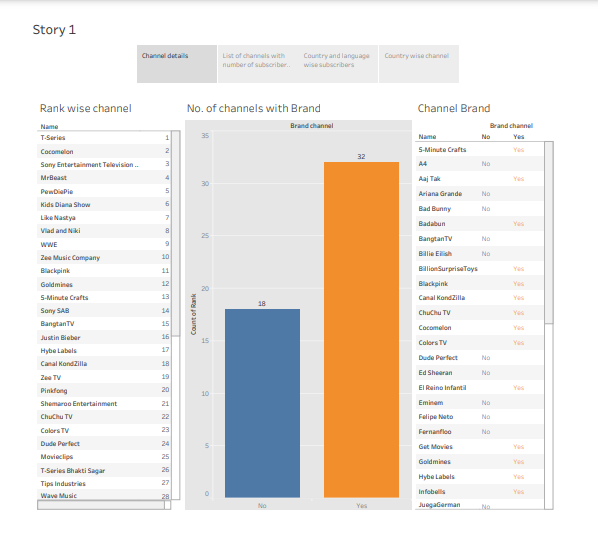 Story 1
Channel details
List of channels with
number of subscriber..
Country and language
wise subscribers
Country wise channel
Rank wise channel
Name
T-Series 1
Cocomelon 2
Sony Entertainment Television .. 3
MrBeast 4
PewDiePie 5
Kids Diana Show 6
Like Nastya 7
Vlad and Niki 8
WWE 9
Zee Music Company 10
Blackpink 11
Goldmines 12
5-Minute Crafts 13
Sony SAB 14
BangtanTV 15
Justin Bieber 16
Hybe Labels 17
Canal KondZilla 18
Zee TV 19
Pinkfong 20
Shemaroo Entertainment 21
ChuChu TV 22
Colors TV 23
Dude Perfect 24
Movieclips 25
T-Series Bhakti Sagar 26
Tips Industries 27
Wave Music 28
No. of channels with Brand
Brand channel
Count of Rank
35
30
25
20
15
10
5
0
18
32
No
Yes
Channel Brand
Brand channel
Name No Yes
5-Minute Crafts Yes
A4 No
Aaj Tak Yes
Ariana Grande No
Bad Bunny No
Badabun Yes
BangtanTV No
Billie Eilish No
BillionSurpriseToys Yes
Blackpink Yes
Canal KondZilla Yes
ChuChu TV Yes
Cocomelon Yes
Colors TV Yes
Dude Perfect No
Ed Sheeran No
El Reino Infantil Yes
Eminem No
Felipe Neto No
Fernanfloo No
Get Movies Yes
Goldmines Yes
Hybe Labels Yes
Infobells Yes
JuegaGerman No